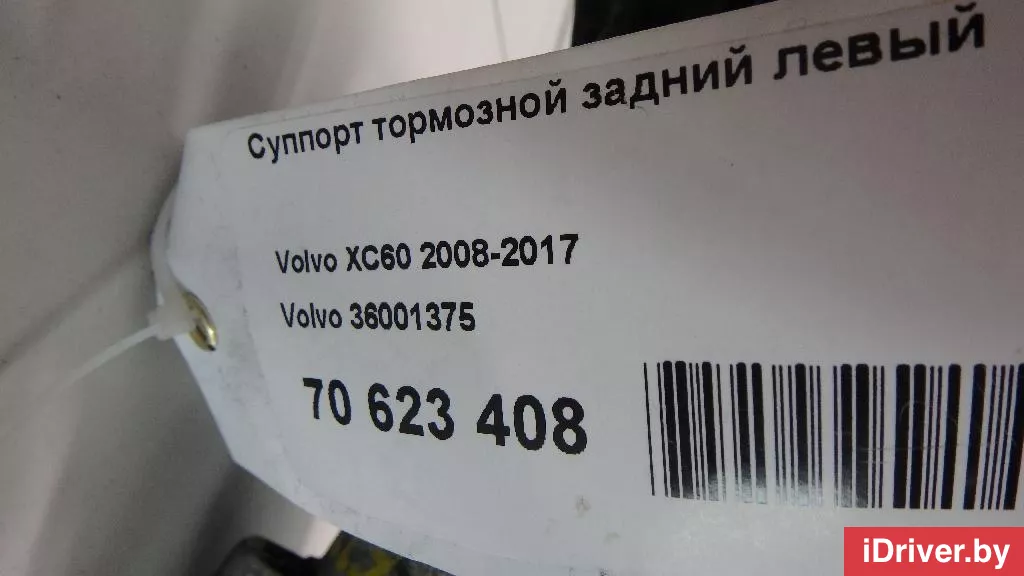 Суппорт тормозной задний левый
Volvo XC60 2008-2017
Volvo 36001375
70 623 408
iDriver.by